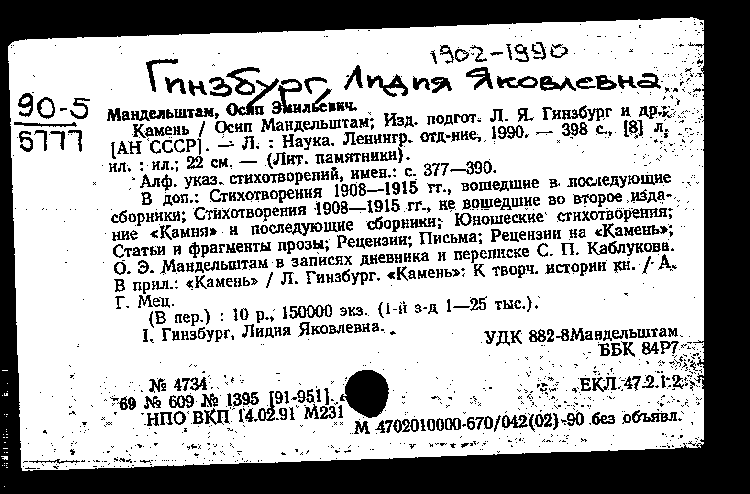 1902-1990
Гинзбург, Лидия Яковлевна
90-5
5777
Мандельштам, Осип Эмильевич.
Камень / Осип Мандельштам; Изд. подгот. Л. Я. Гинзбург и др.;
[АН СССР]. — Л. : Наука. Ленингр. отд-ние, 1990. — 398 с., [8] л.
ил. : ил.; 22 см. — (Лит. памятники).
Алф. указ. стихотворений, имен.: с. 377—390.
В доп.: Стихотворения 1908—1915 гг., вошедшие в последующие
сборники; Стихотворения 1908—1915 гг., не вошедшие во второе изда-
ние «Камня» и последующие сборники; Юношеские стихотворения;
Статьи и фрагменты прозы; Рецензии; Письма; Рецензии на «Камень»;
О. Э. Мандельштам в записях дневника и переписке С. П. Каблукова.
В прил.: «Камень» / Л. Гинзбург. «Камень»: К творч. истории кн. / А.
Г. Мец.
(В пер.) : 10 р., 150000 экз. (1-й з-д 1—25 тыс.).
I. Гинзбург, Лидия Яковлевна.
УДК 882-8Мандельштам
ББК 84Р7
№ 4734
ЕКЛ 47.2.1.2
69 № 609 № 1395 [91-951]
НПО ВКП 14.02.91 М231
М 4702010000-670/042(02)-90 без объявл.